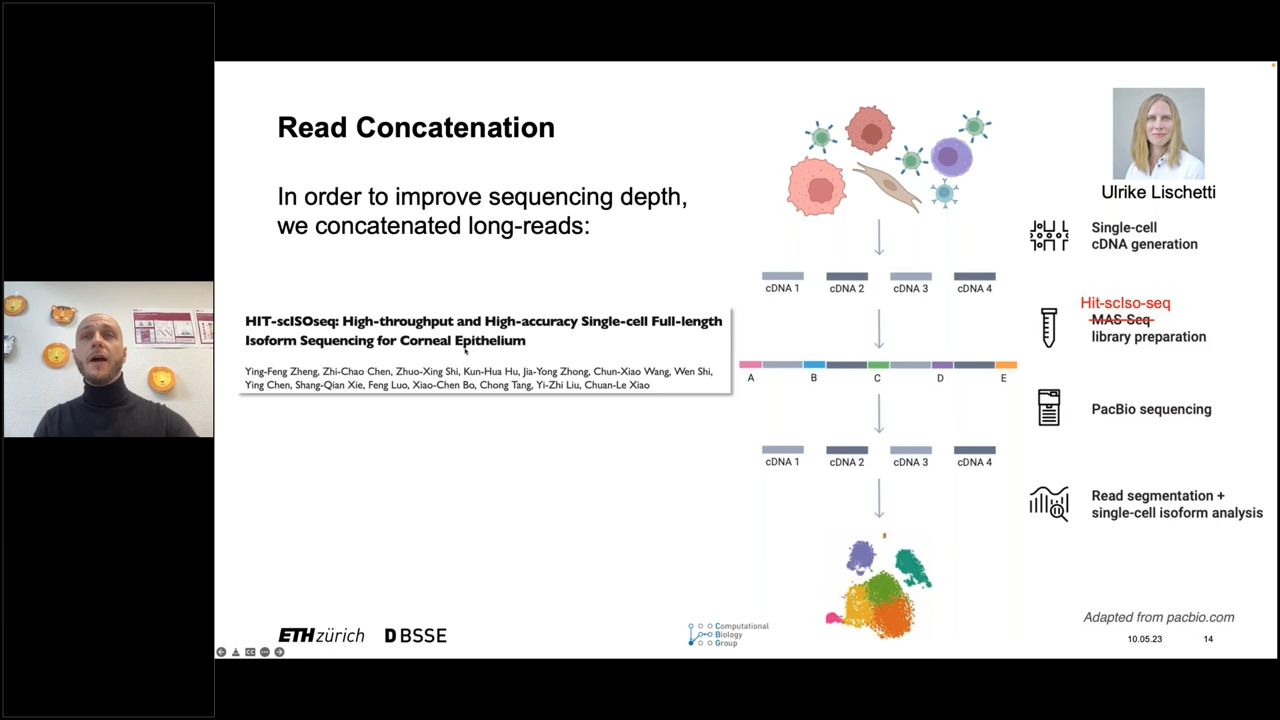 Read Concatenation
In order to improve sequencing depth,
we concatenated long-reads:
HIT-scISOseq: High-throughput and High-accuracy Single-cell Full-length
Isoform Sequencing for Corneal Epithelium
Ying-Feng Zheng, Zhi-Chao Chen, Zhuo-Xing Shi, Kun-Hua Hu, Jia-Yong Zhong, Chun-Xiao Wang, Wen Shi,
Ying Chen, Shang-Qian Xie, Feng Luo, Xiao-Chen Bo, Chong Tang, Yi-Zhi Liu, Chuan-Le Xiao
cDNA 1 cDNA 2 cDNA 3 cDNA 4
A B C D E
cDNA 1 cDNA 2 cDNA 3 cDNA 4
Ulrike Lischetti
Single-cell
cDNA generation
Hit-scIso-seq
MAS-Seq
library preparation
PacBio sequencing
Read segmentation +
single-cell isoform analysis
Adapted from pacbio.com
ETH zürich D BSSE
Computational
Biology
Group
10.05.23 14